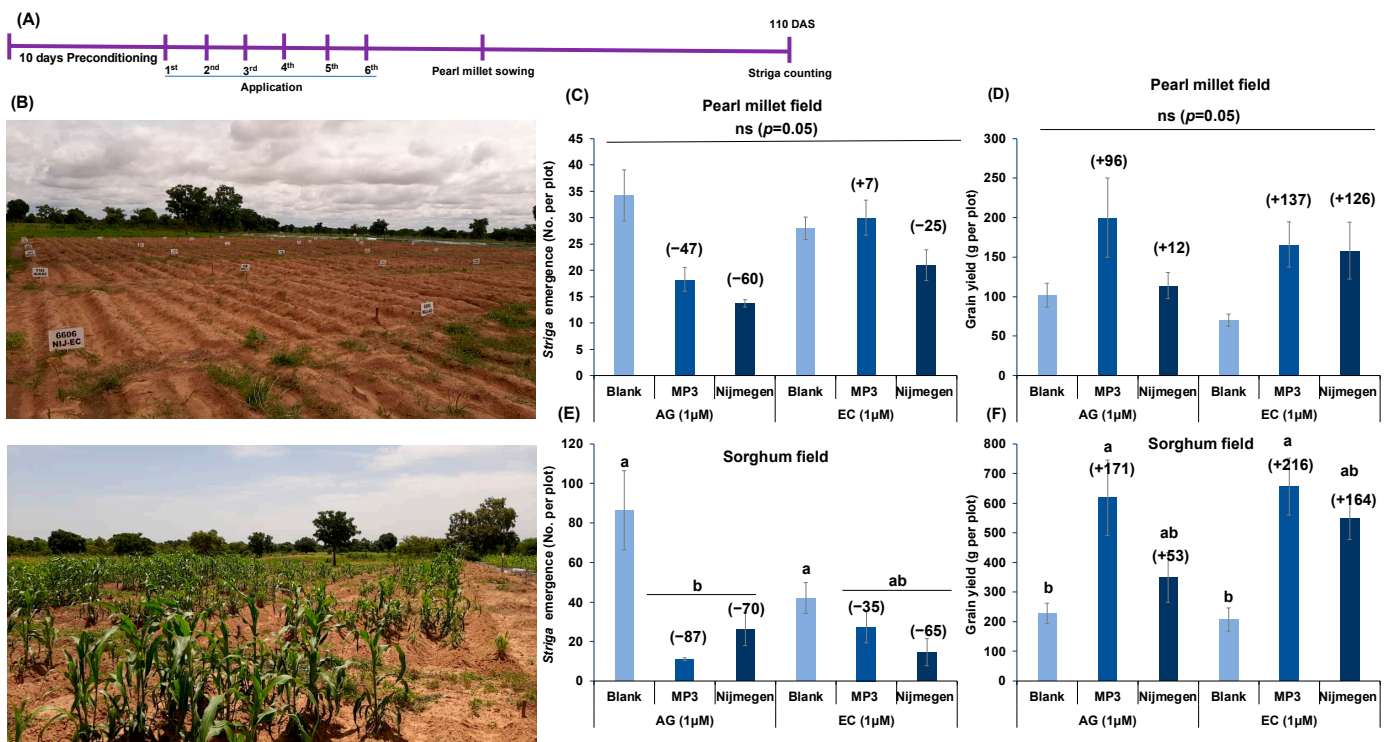 (A)
110 DAS
10 days Preconditioning
1st 2nd 3rd 4th 5th 6th
Application
Pearl millet sowing
Striga counting
(B)
6606
NIJ-EC
(C)
Pearl millet field
ns (p=0.05)
Striga emergence (No. per plot)
45
40
35
30
25
20
15
10
5
0
(−47)
(−60)
(+7)
(−25)
Blank MP3 Nijmegen Blank MP3 Nijmegen
AG (1µM) EC (1µM)
(D)
Pearl millet field
ns (p=0.05)
Grain yield (g per plot)
300
250
200
150
100
50
0
(+96)
(+12)
(+137)
(+126)
Blank MP3 Nijmegen Blank MP3 Nijmegen
AG (1µM) EC (1µM)
(E)
Sorghum field
Striga emergence (No. per plot)
120
100
80
60
40
20
0
a
b
(−87)
(−70)
a
ab
(−35)
(−65)
Blank MP3 Nijmegen Blank MP3 Nijmegen
AG (1µM) EC (1µM)
(F)
Sorghum field
Grain yield (g per plot)
800
700
600
500
400
300
200
100
0
b
a
(+171)
ab
(+53)
b
a
(+216)
ab
(+164)
Blank MP3 Nijmegen Blank MP3 Nijmegen
AG (1µM) EC (1µM)